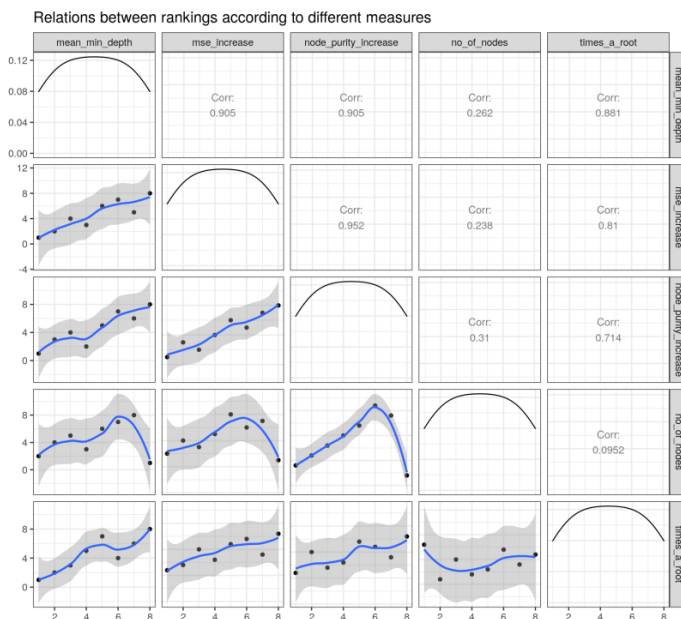 Relations between rankings according to different measures
mean_min_depth
mse_increase
node_purity_increase
no_of_nodes
times_a_root
0.12
0.08
0.04
0.00
Corr:
0.905
Corr:
0.905
Corr:
0.262
Corr:
0.881
mean_min_depth
12
8
4
0
-4
Corr:
0.952
Corr:
0.238
Corr:
0.81
mse_increase
8
4
0
Corr:
0.31
Corr:
0.714
node_purity_increase
8
4
0
Corr:
0.0952
no_of_nodes
8
4
0
times_a_root
2 4 6 8
2 4 6 8
2 4 6 8
2 4 6 8
2 4 6 8